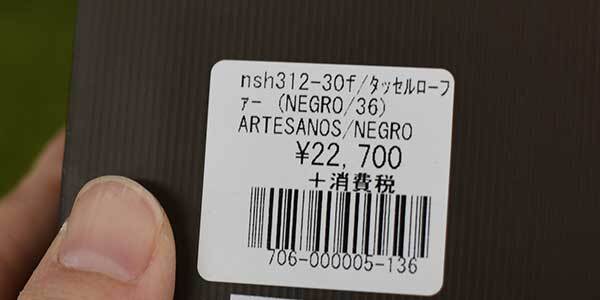 nsh312-30f/タッセルローフ
ァー (NEGRO/36)
ARTESANOS/NEGRO
¥22,700
+消費税
706-000005-136